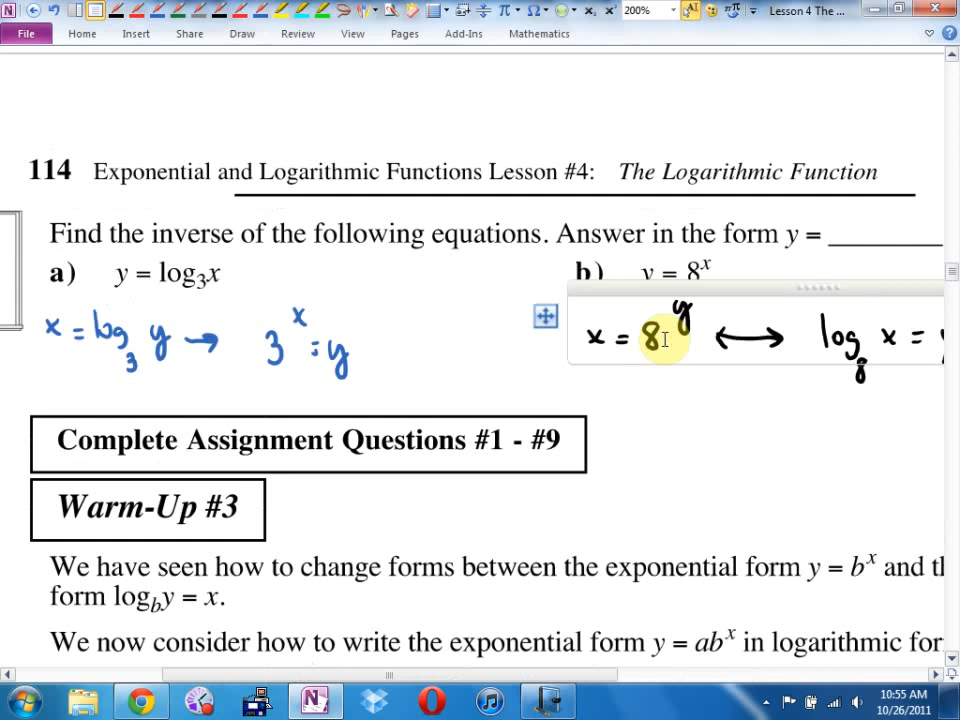 200% Lesson 4 The ...
File Home Insert Share Draw Review View Pages Add-Ins Mathematics
114 Exponential and Logarithmic Functions Lesson #4: The Logarithmic Function
Find the inverse of the following equations. Answer in the form y = ________
a) y = log₃x b) y = 8ˣ
x = log₃ y → 3ˣ = y x = 8ʸ ⟷ log₈ x = y
Complete Assignment Questions #1 - #9
Warm-Up #3
We have seen how to change forms between the exponential form y = bˣ and th
form log_b y = x.
We now consider how to write the exponential form y = abˣ in logarithmic for
10:55 AM
10/26/2011